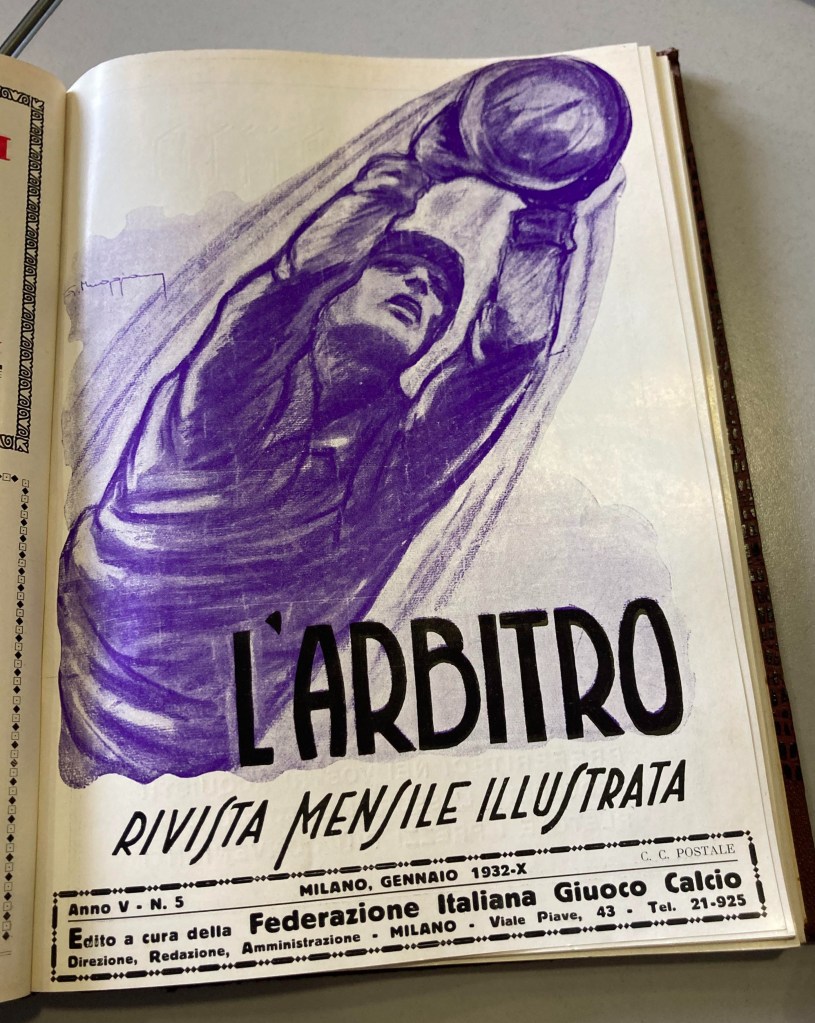 L'ARBITRO
RIVISTA MENSILE ILLUSTRATA
C. C. POSTALE
Anno V - N. 5
MILANO, GENNAIO 1932-X
Edito a cura della Federazione Italiana Giuoco Calcio
Direzione, Redazione, Amministrazione - MILANO - Viale Piave, 43 - Tel. 21-925